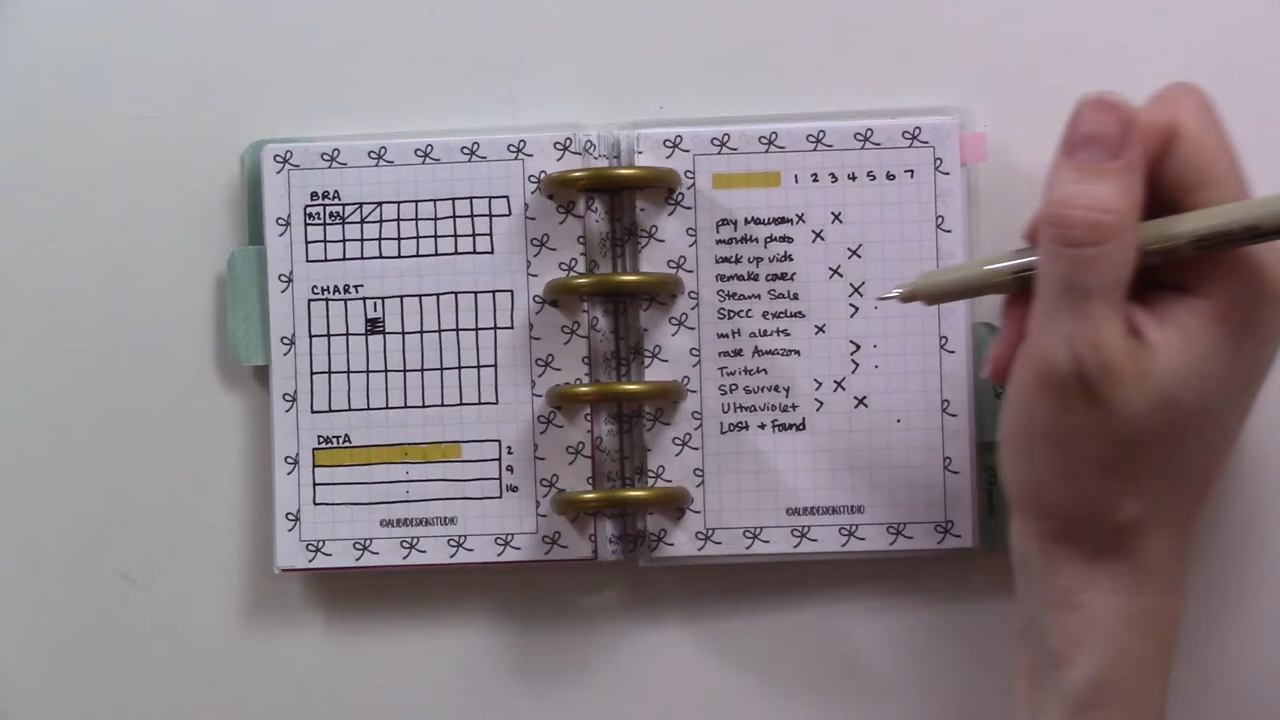 BRA
B2 B3
CHART
1
DATA
2
9
16
©ALIBIDESIGNSTUDIO
1 2 3 4 5 6 7
pay Maurson X X
month photo X
back up vids X
remake cover X
Steam Sale X
SDCC exclus >
mH alerts X
rate Amazon >
Twitch >
SP survey > X
Ultraviolet > X
Lost + Found
©ALIBIDESIGNSTUDIO